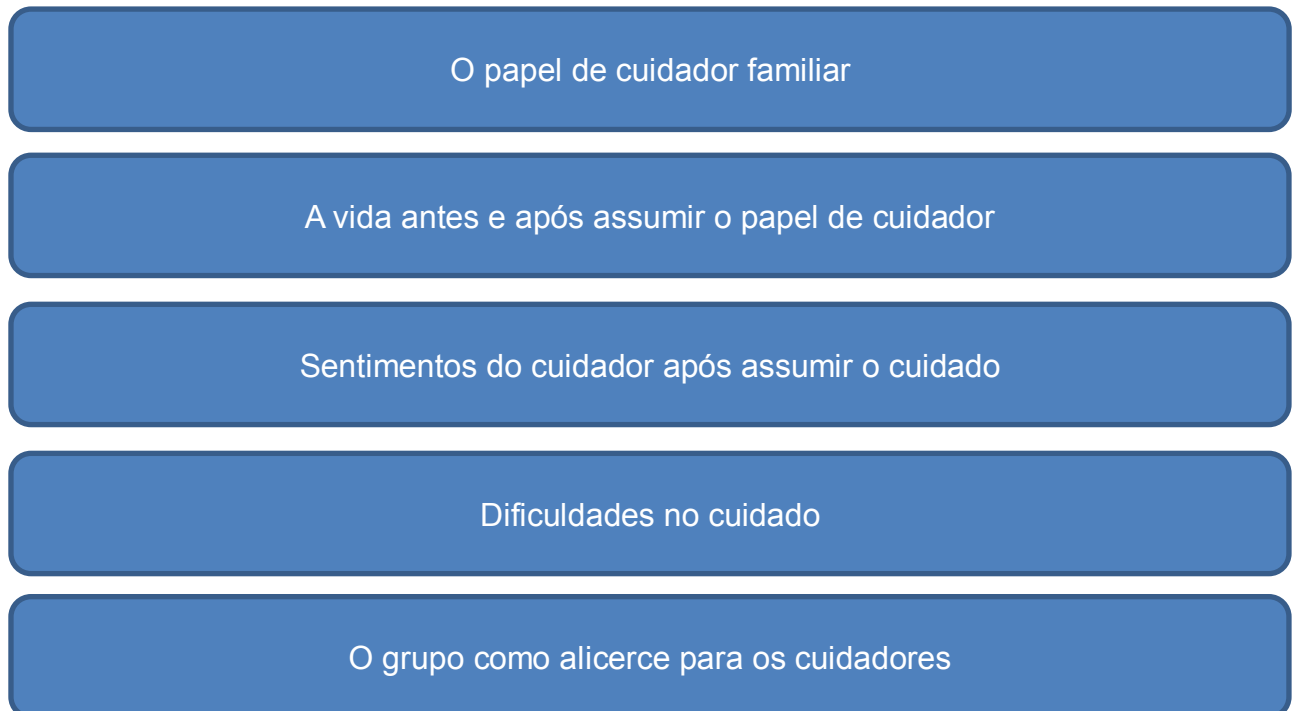 O papel de cuidador familiar
A vida antes e após assumir o papel de cuidador
Sentimentos do cuidador após assumir o cuidado
Dificuldades no cuidado
O grupo como alicerce para os cuidadores